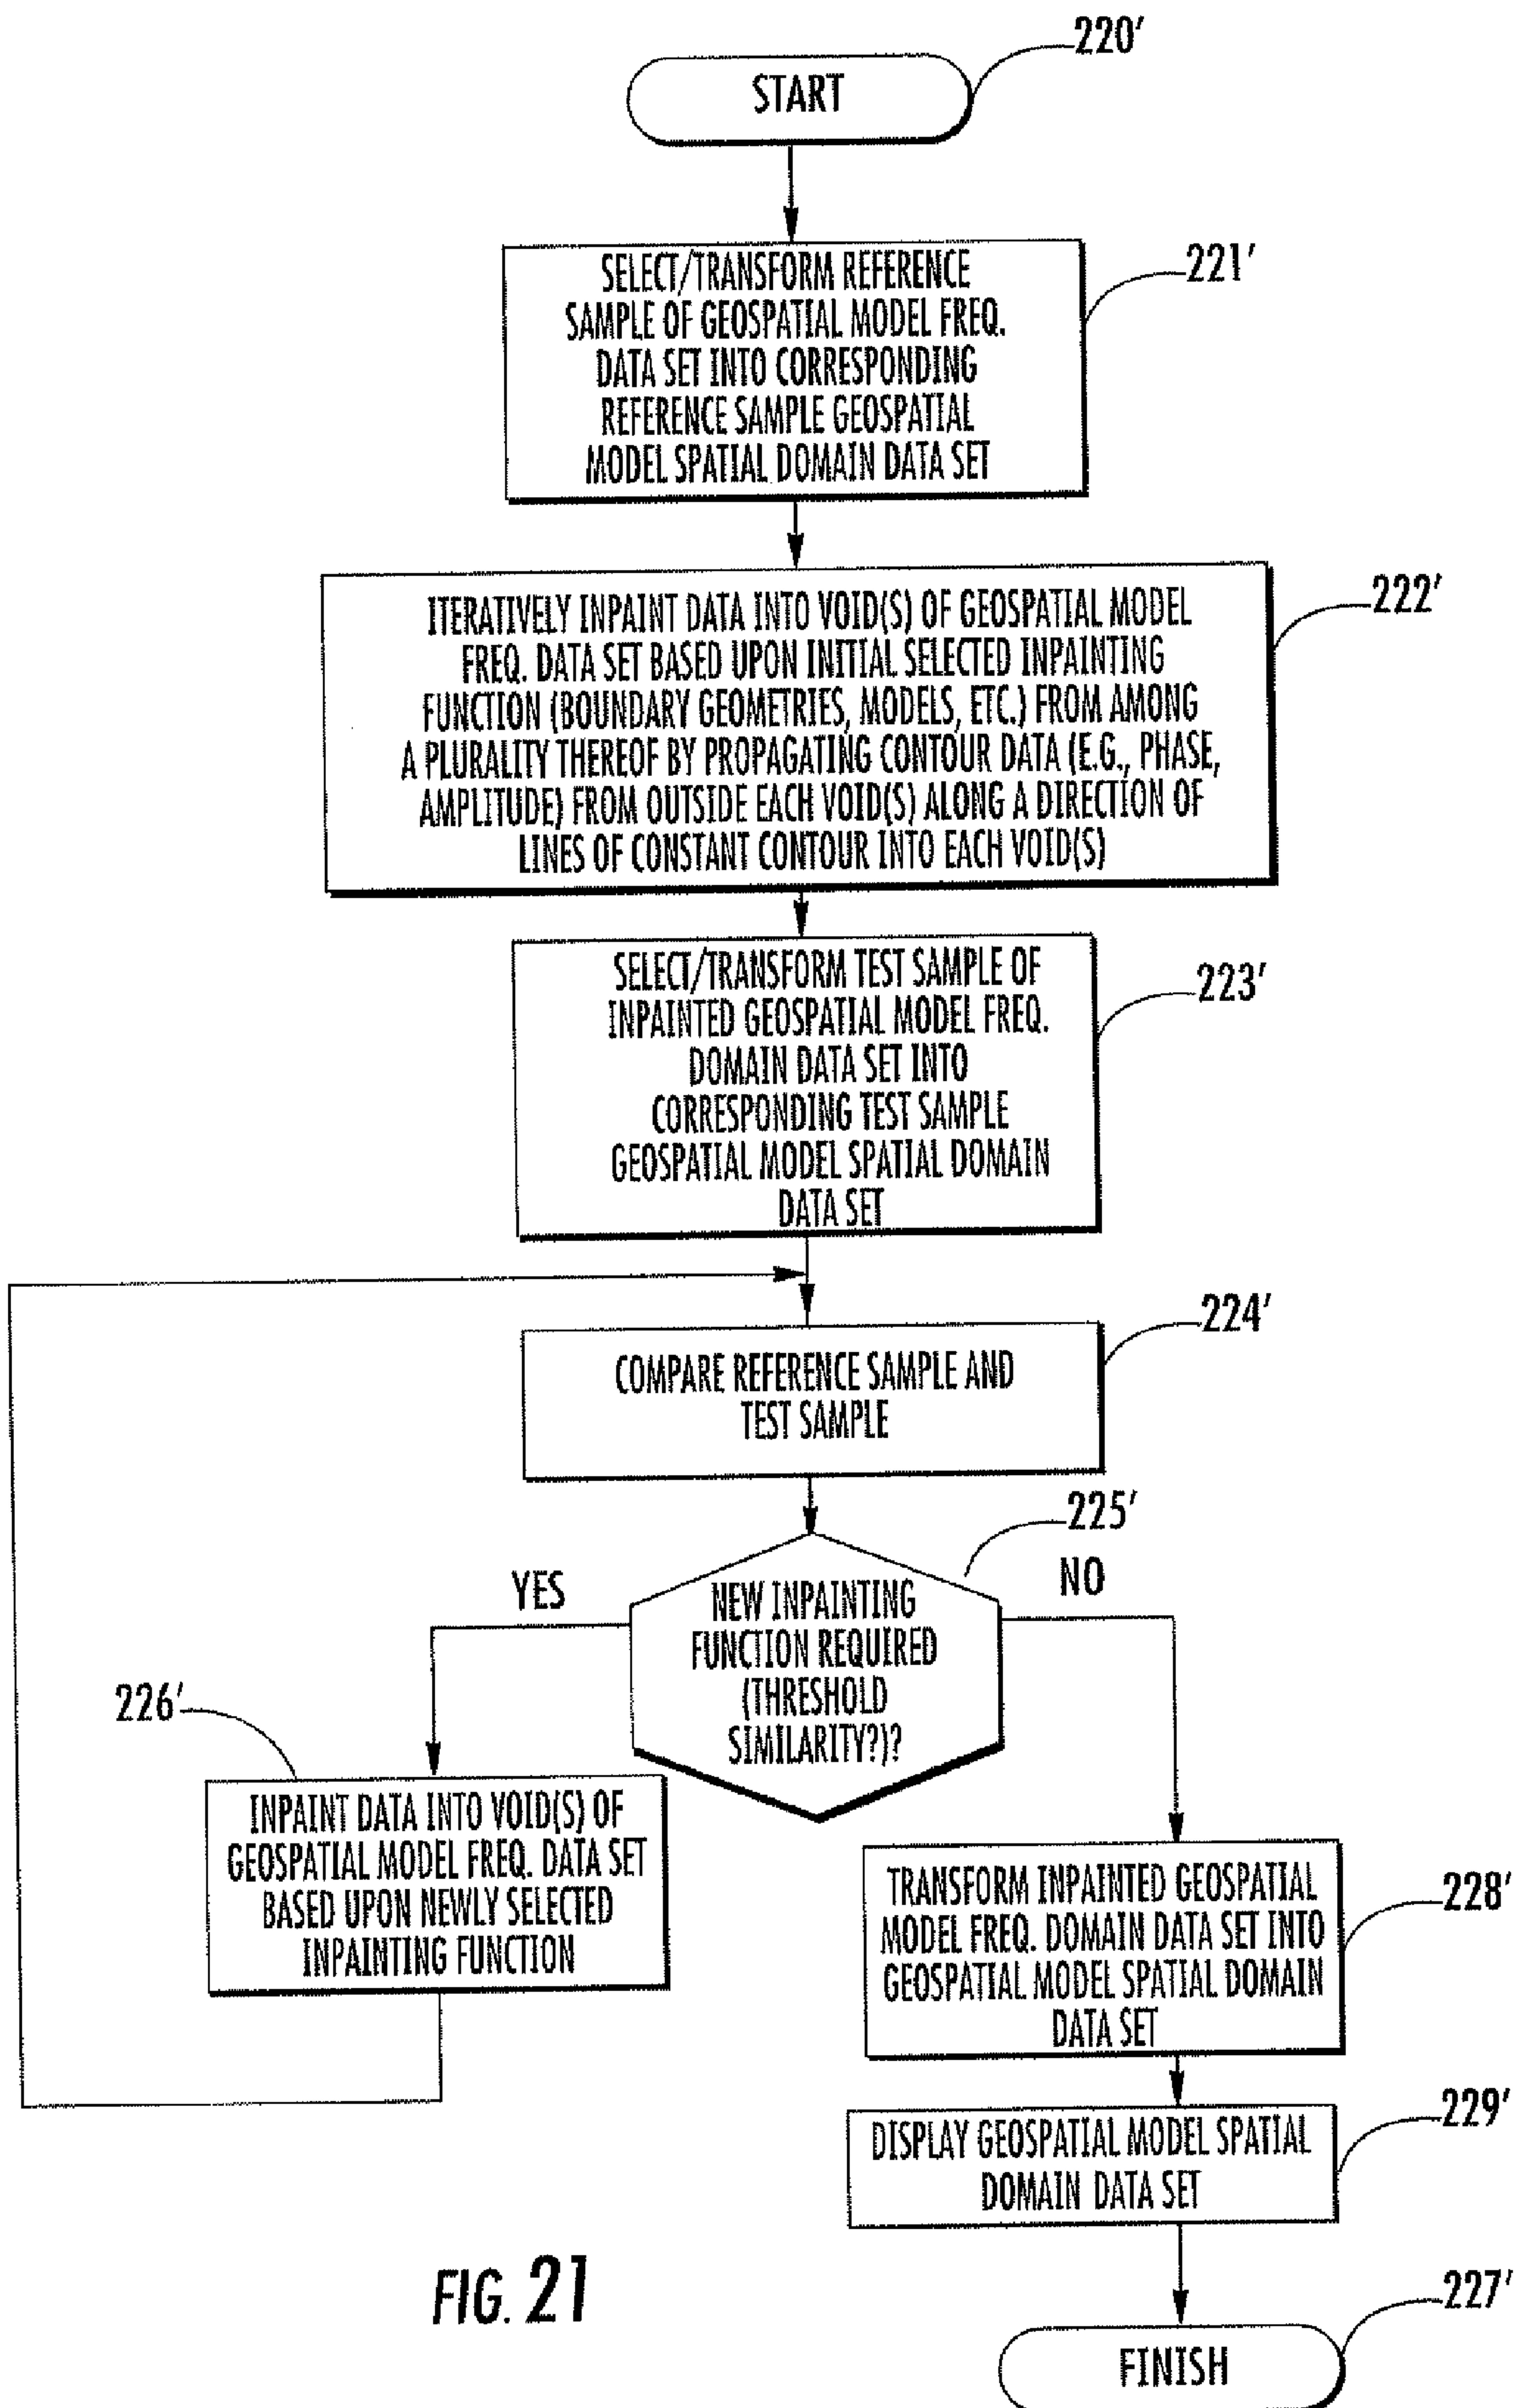 220'
START
221'
SELECT/TRANSFORM REFERENCE
SAMPLE OF GEOSPATIAL MODEL FREQ.
DATA SET INTO CORRESPONDING
REFERENCE SAMPLE GEOSPATIAL
MODEL SPATIAL DOMAIN DATA SET
222'
ITERATIVELY INPAINT DATA INTO VOID(S) OF GEOSPATIAL MODEL
FREQ. DATA SET BASED UPON INITIAL SELECTED INPAINTING
FUNCTION (BOUNDARY GEOMETRIES, MODELS, ETC.) FROM AMONG
A PLURALITY THEREOF BY PROPAGATING CONTOUR DATA (E.G., PHASE,
AMPLITUDE) FROM OUTSIDE EACH VOID(S) ALONG A DIRECTION OF
LINES OF CONSTANT CONTOUR INTO EACH VOID(S)
223'
SELECT/TRANSFORM TEST SAMPLE OF
INPAINTED GEOSPATIAL MODEL FREQ.
DOMAIN DATA SET INTO
CORRESPONDING TEST SAMPLE
GEOSPATIAL MODEL SPATIAL DOMAIN
DATA SET
224'
COMPARE REFERENCE SAMPLE AND
TEST SAMPLE
225'
YES
NO
NEW INPAINTING
FUNCTION REQUIRED
(THRESHOLD
SIMILARITY?)?
226'
INPAINT DATA INTO VOID(S) OF
GEOSPATIAL MODEL FREQ. DATA SET
BASED UPON NEWLY SELECTED
INPAINTING FUNCTION
228'
TRANSFORM INPAINTED GEOSPATIAL
MODEL FREQ. DOMAIN DATA SET INTO
GEOSPATIAL MODEL SPATIAL DOMAIN
DATA SET
229'
DISPLAY GEOSPATIAL MODEL SPATIAL
DOMAIN DATA SET
227'
FINISH
FIG. 21